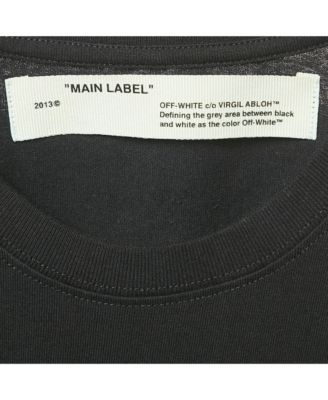 "MAIN LABEL"
2013©
OFF-WHITE c/o VIRGIL ABLOH™
Defining the grey area between black
and white as the color Off-White™